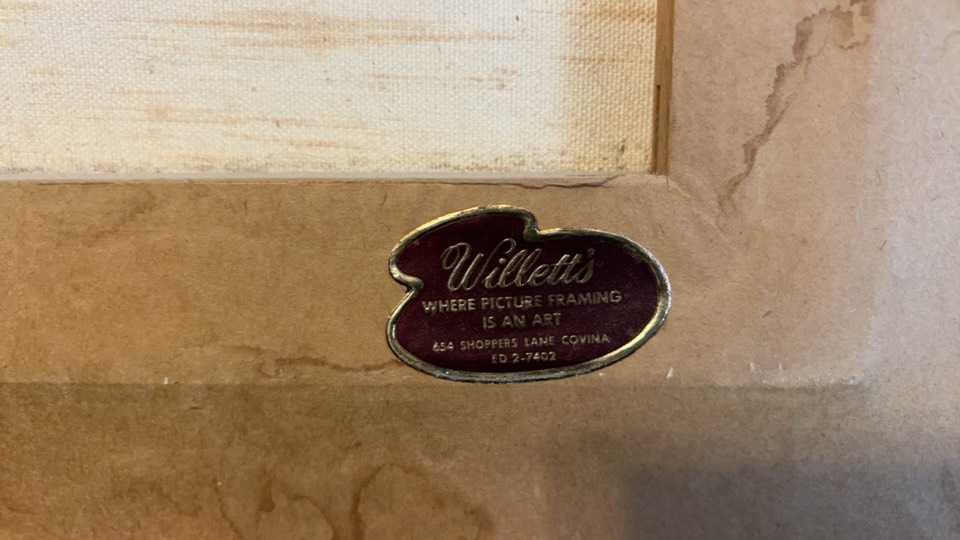 Willett's
WHERE PICTURE FRAMING
IS AN ART
654 SHOPPERS LANE COVINA
ED 2-7402